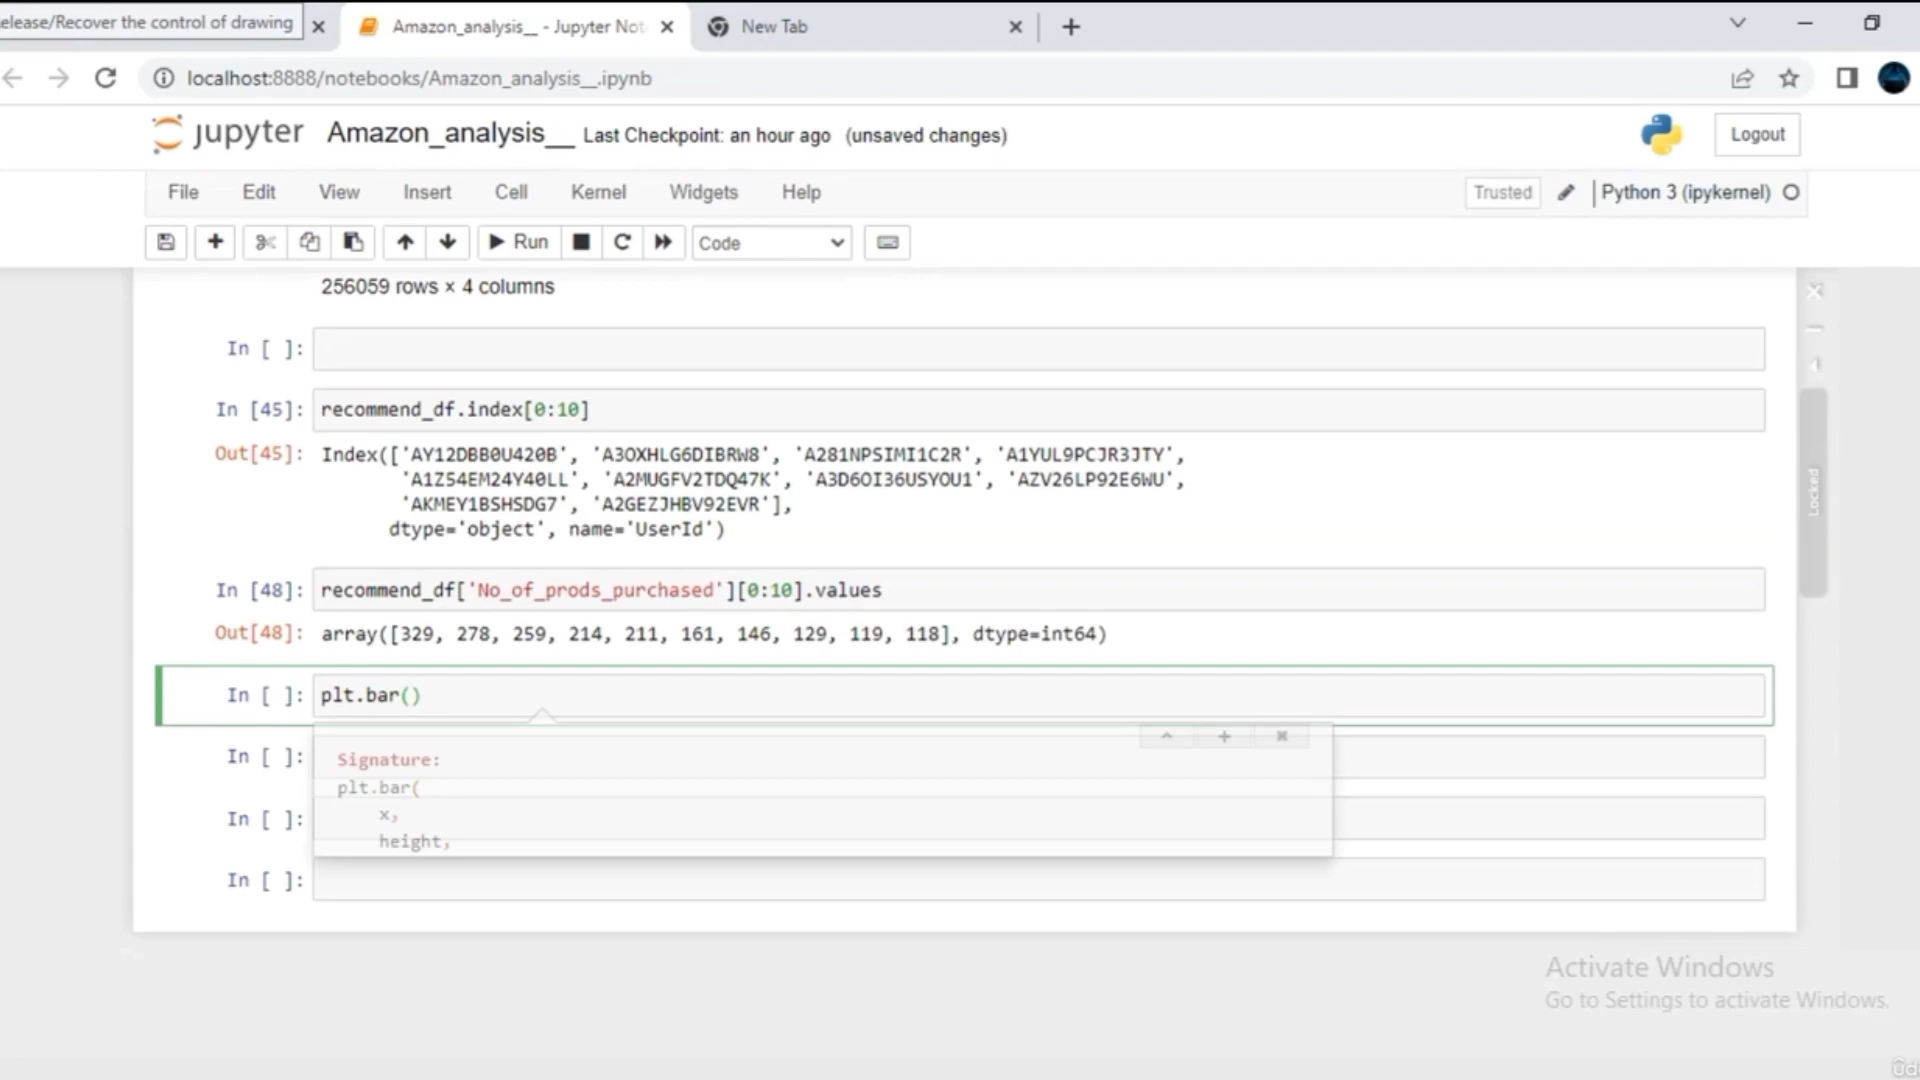 elease/Recover the control of drawing
Amazon_analysis__ - Jupyter Not
New Tab
localhost:8888/notebooks/Amazon_analysis__.ipynb
jupyter Amazon_analysis__ Last Checkpoint: an hour ago (unsaved changes)
Logout
File Edit View Insert Cell Kernel Widgets Help
Trusted
Python 3 (ipykernel)
Run
Code
256059 rows × 4 columns
In [ ]:
In [45]: recommend_df.index[0:10]
Out[45]: Index(['AY12DBB0U420B', 'A3OXHLG6DIBRW8', 'A281NPSIMI1C2R', 'A1YUL9PCJR3JTY',
'A1Z54EM24Y40LL', 'A2MUGFV2TDQ47K', 'A3D6OI36USYOU1', 'AZV26LP92E6WU',
'AKMEY1BSHSDG7', 'A2GEZJHBV92EVR'],
dtype='object', name='UserId')
In [48]: recommend_df['No_of_prods_purchased'][0:10].values
Out[48]: array([329, 278, 259, 214, 211, 161, 146, 129, 119, 118], dtype=int64)
In [ ]: plt.bar()
In [ ]:
Signature:
plt.bar(
x,
In [ ]:
height,
In [ ]:
Locked
Activate Windows
Go to Settings to activate Windows.